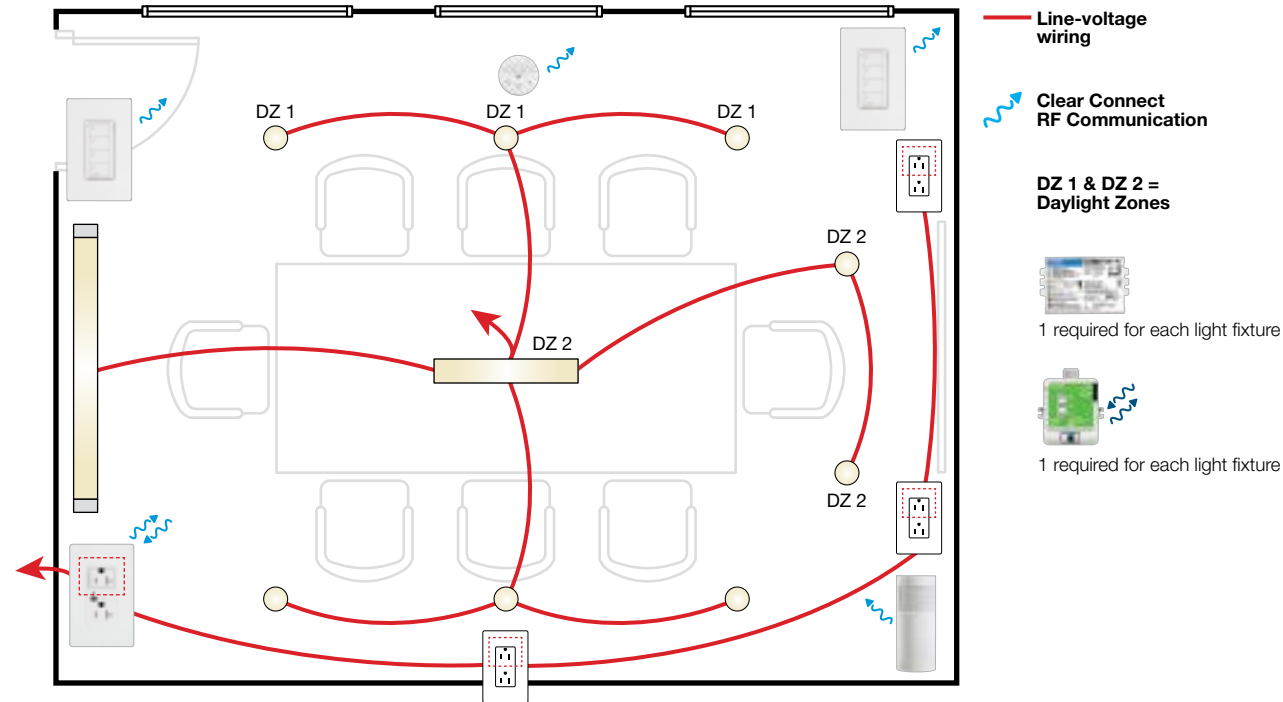 Line-voltage
wiring
Clear Connect
RF Communication
DZ 1 & DZ 2 =
Daylight Zones
1 required for each light fixture
1 required for each light fixture
DZ 1
DZ 1
DZ 1
DZ 2
DZ 2
DZ 2